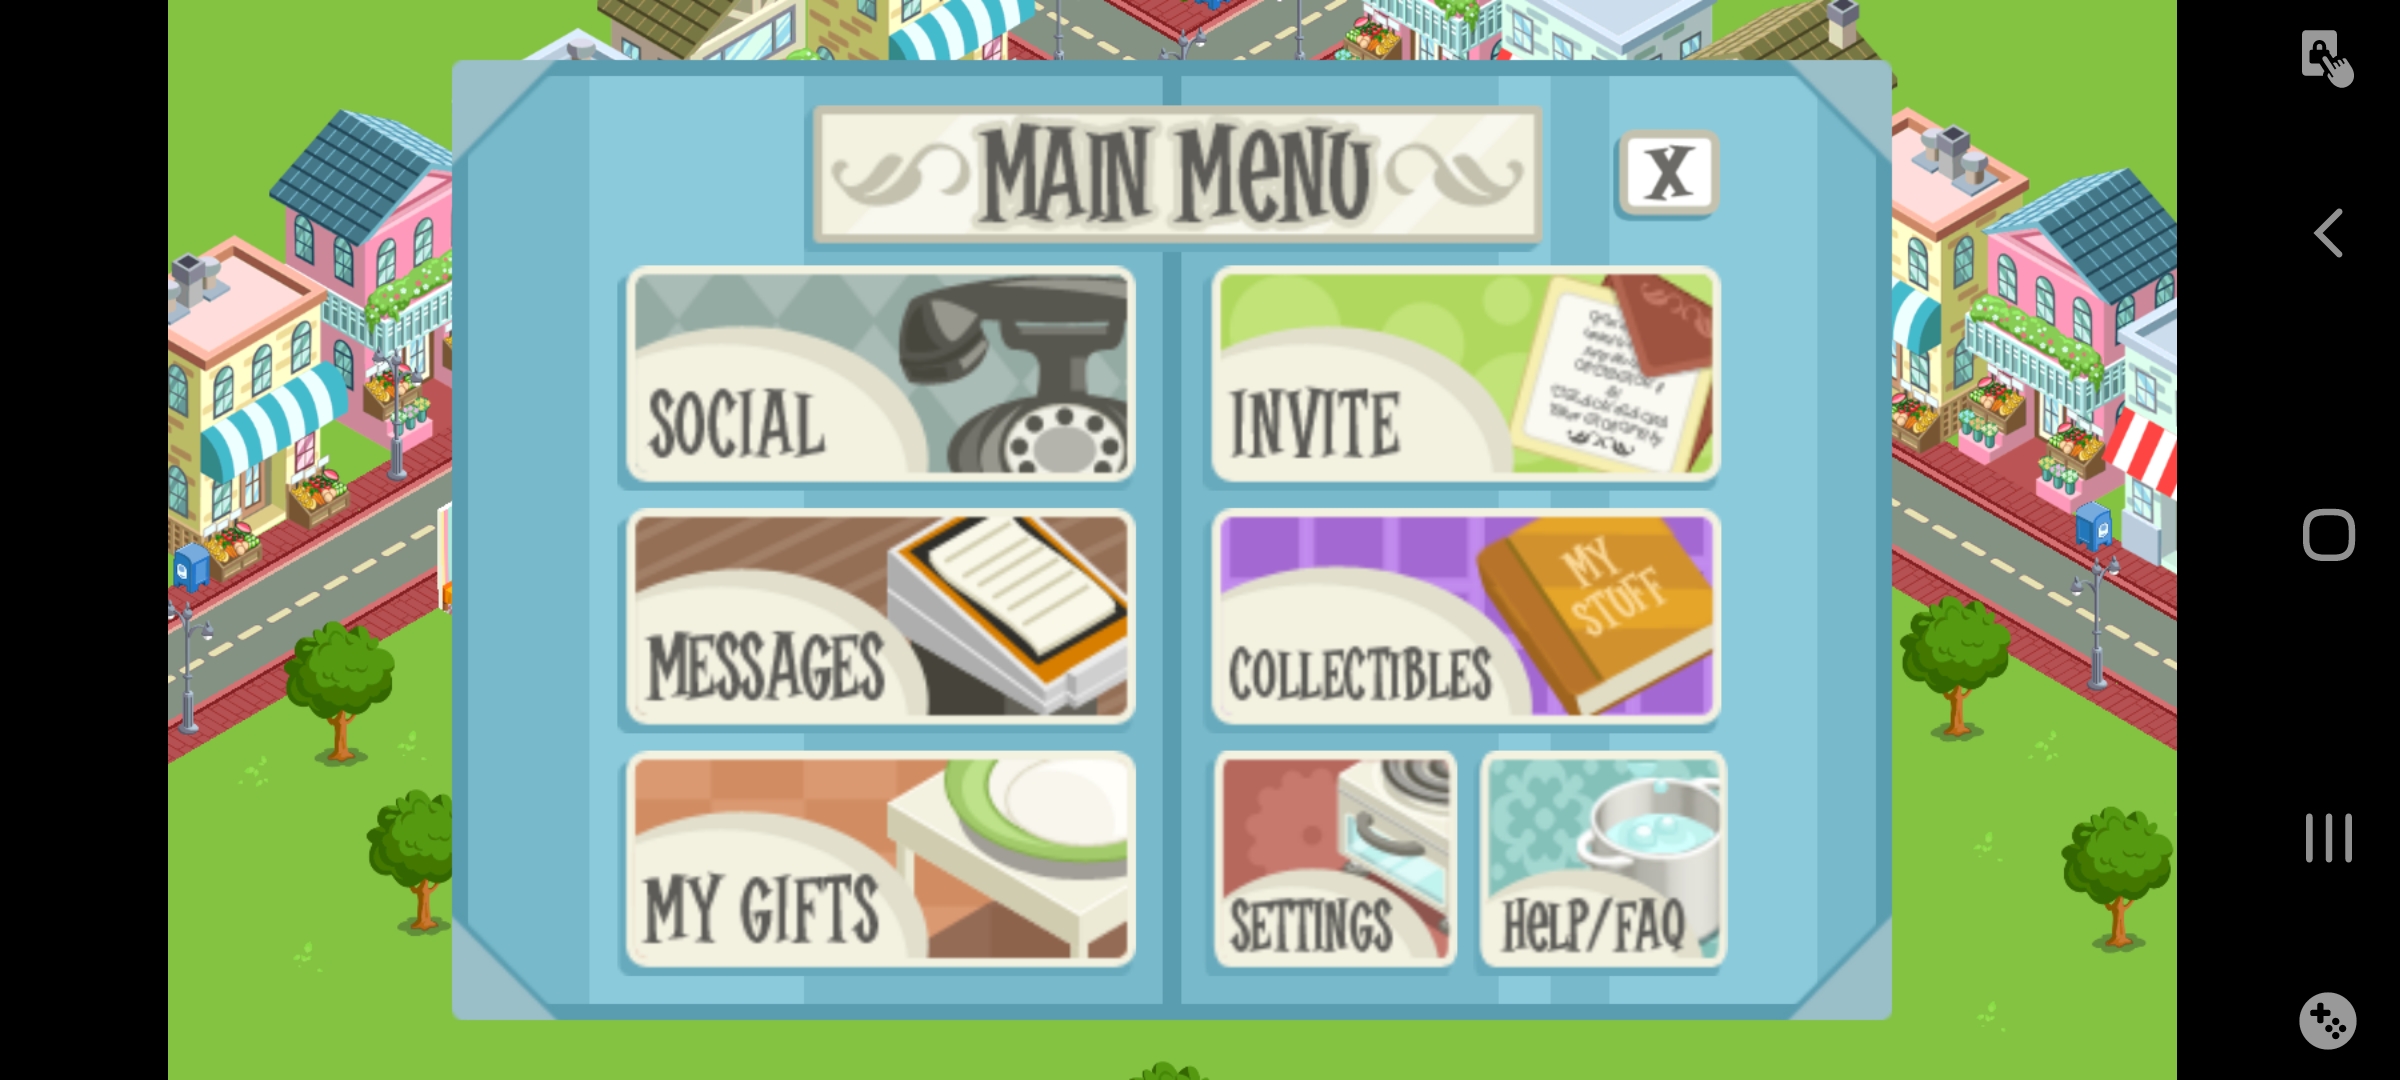 MAIN MENU
X
SOCIAL
INVITE
MESSAGES
MY
STUFF
COLLECTIBLES
MY GIFTS
SETTINGS
HELP/FAQ